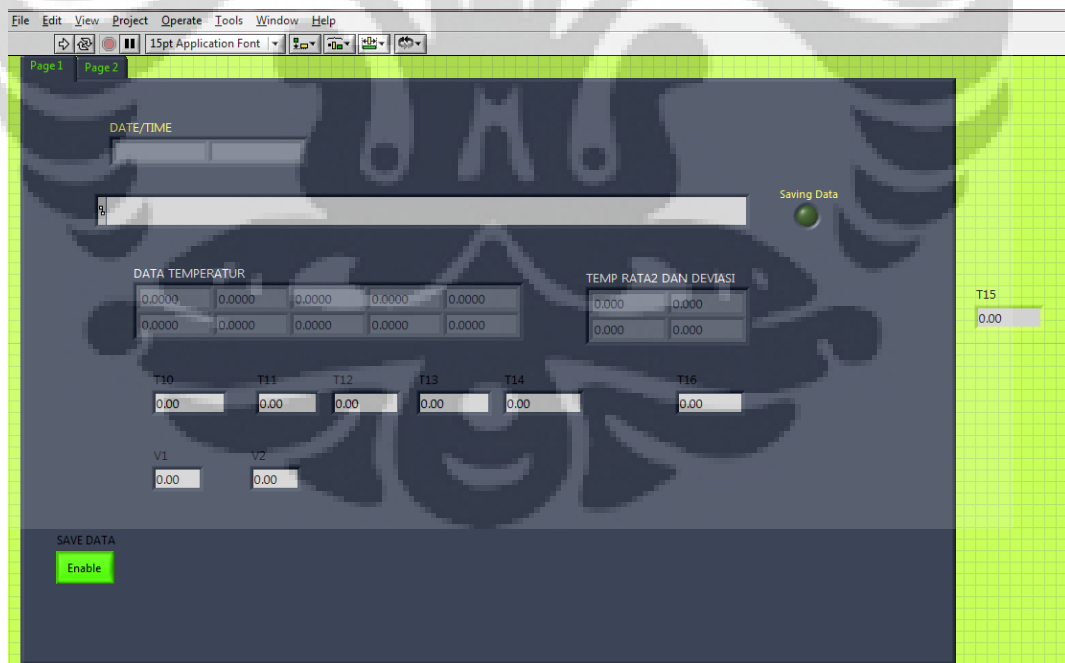 File Edit View Project Operate Tools Window Help
15pt Application Font
Page 1 Page 2
DATE/TIME
Saving Data
DATA TEMPERATUR
TEMP RATA2 DAN DEVIASI
0.0000 0.0000 0.0000 0.0000 0.0000
0.000 0.000
0.0000 0.0000 0.0000 0.0000 0.0000
0.000 0.000
T15
0.00
T10 T11 T12 T13 T14 T16
0.00 0.00 0.00 0.00 0.00 0.00
V1 V2
0.00 0.00
SAVE DATA
Enable